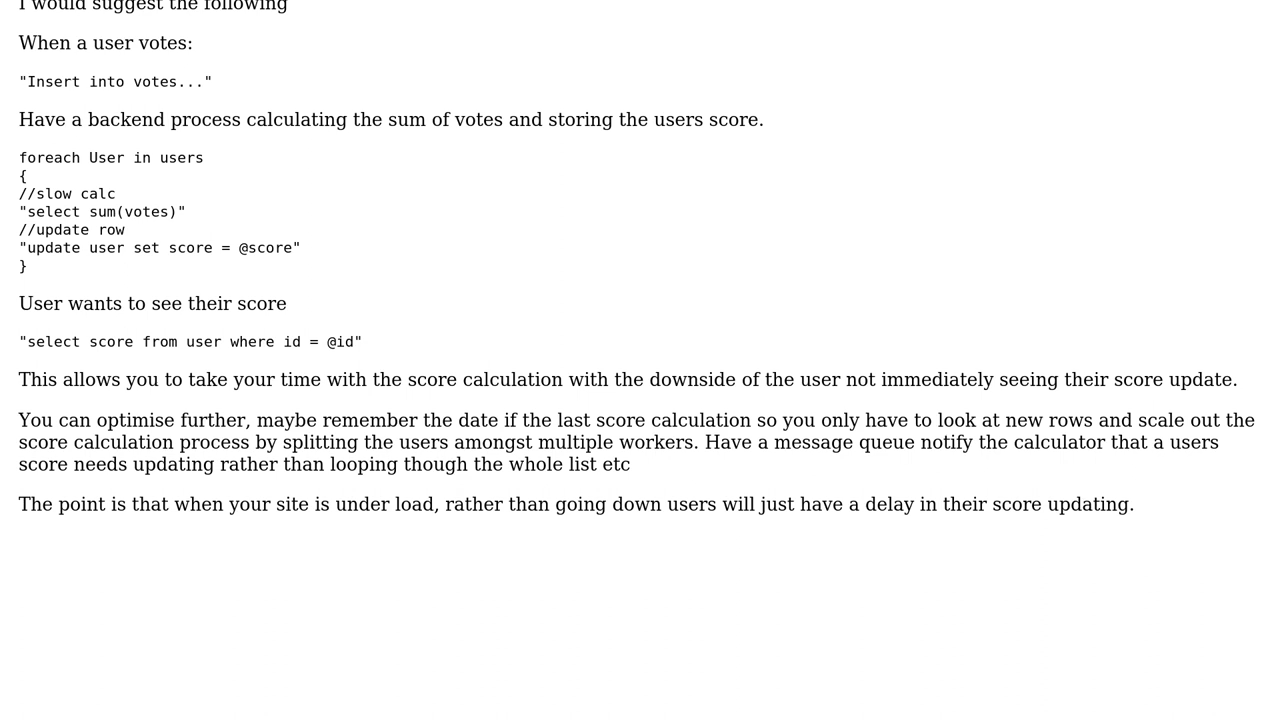 I would suggest the following
When a user votes:
"Insert into votes..."
Have a backend process calculating the sum of votes and storing the users score.
foreach User in users
{
//slow calc
"select sum(votes)"
//update row
"update user set score = @score"
}
User wants to see their score
"select score from user where id = @id"
This allows you to take your time with the score calculation with the downside of the user not immediately seeing their score update.
You can optimise further, maybe remember the date if the last score calculation so you only have to look at new rows and scale out the
score calculation process by splitting the users amongst multiple workers. Have a message queue notify the calculator that a users
score needs updating rather than looping though the whole list etc
The point is that when your site is under load, rather than going down users will just have a delay in their score updating.